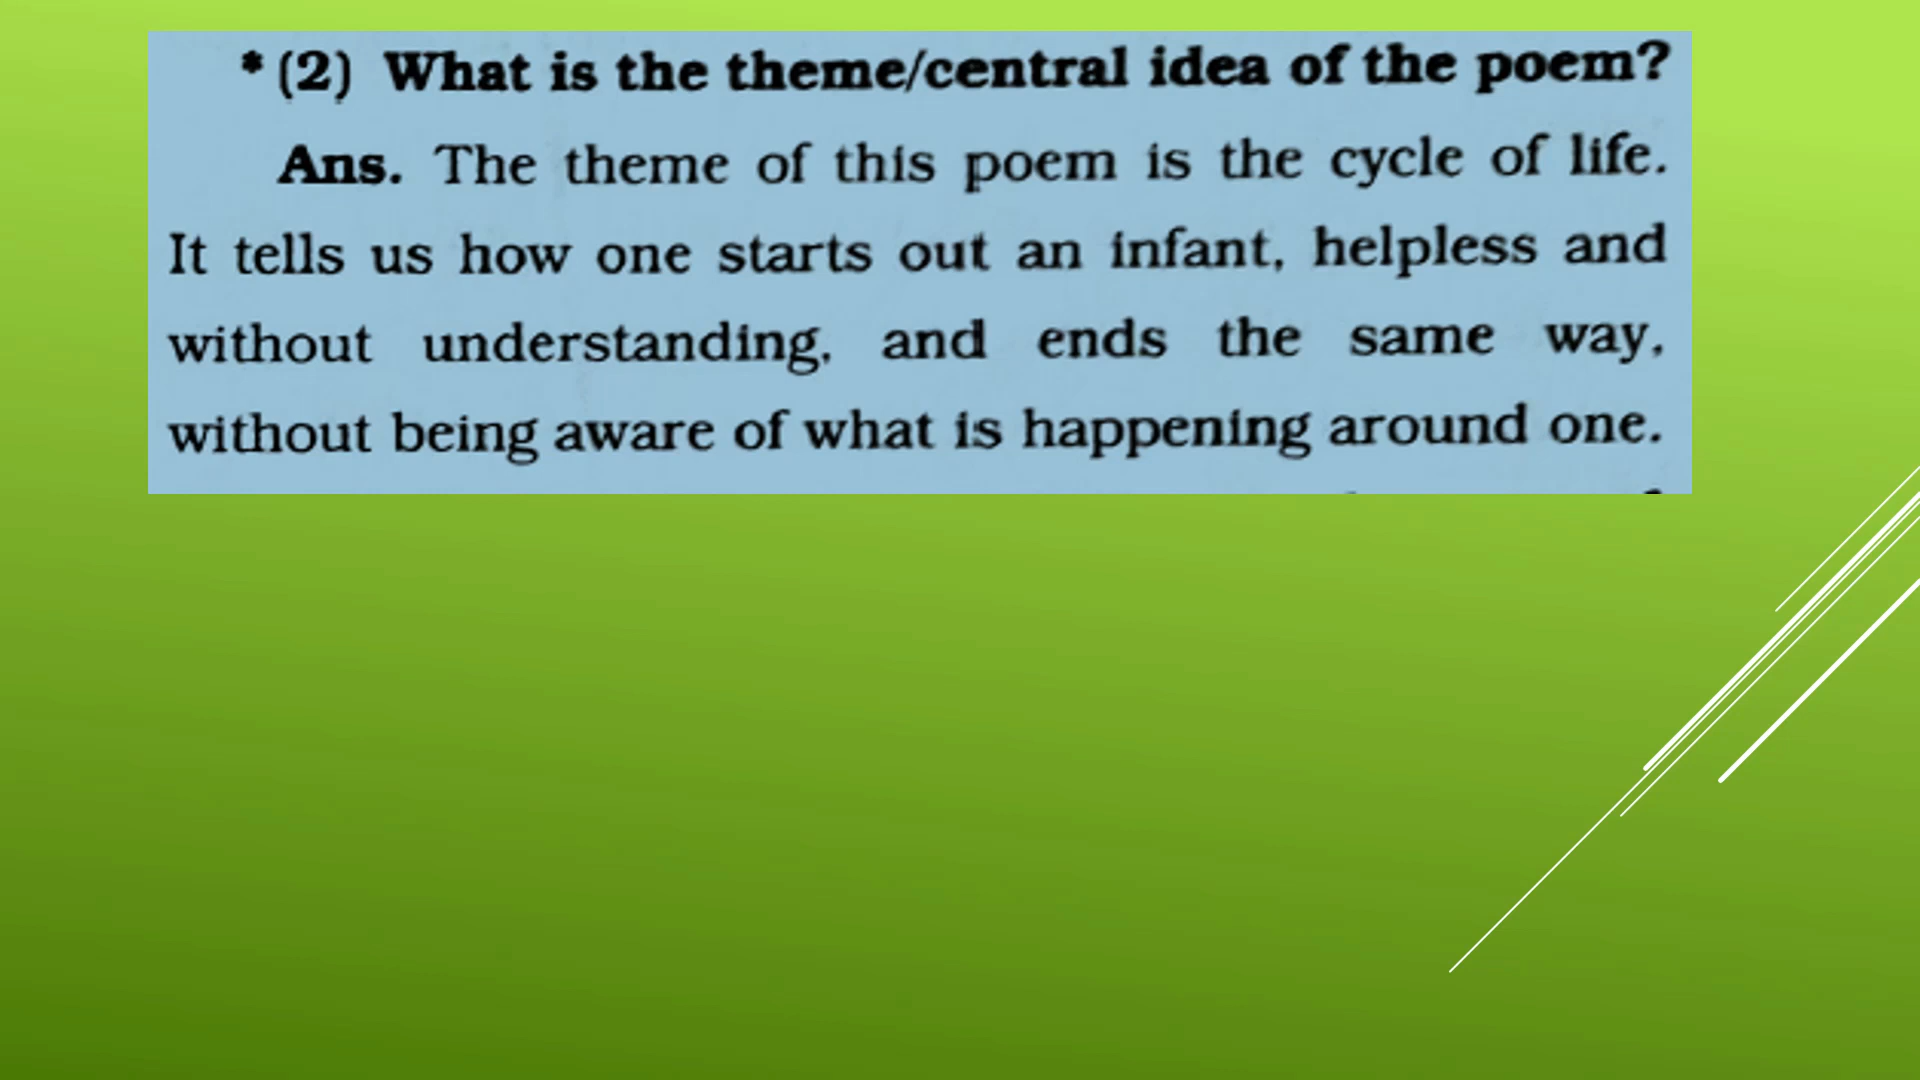 *(2) What is the theme/central idea of the poem?
Ans. The theme of this poem is the cycle of life.
It tells us how one starts out an infant, helpless and
without understanding, and ends the same way,
without being aware of what is happening around one.